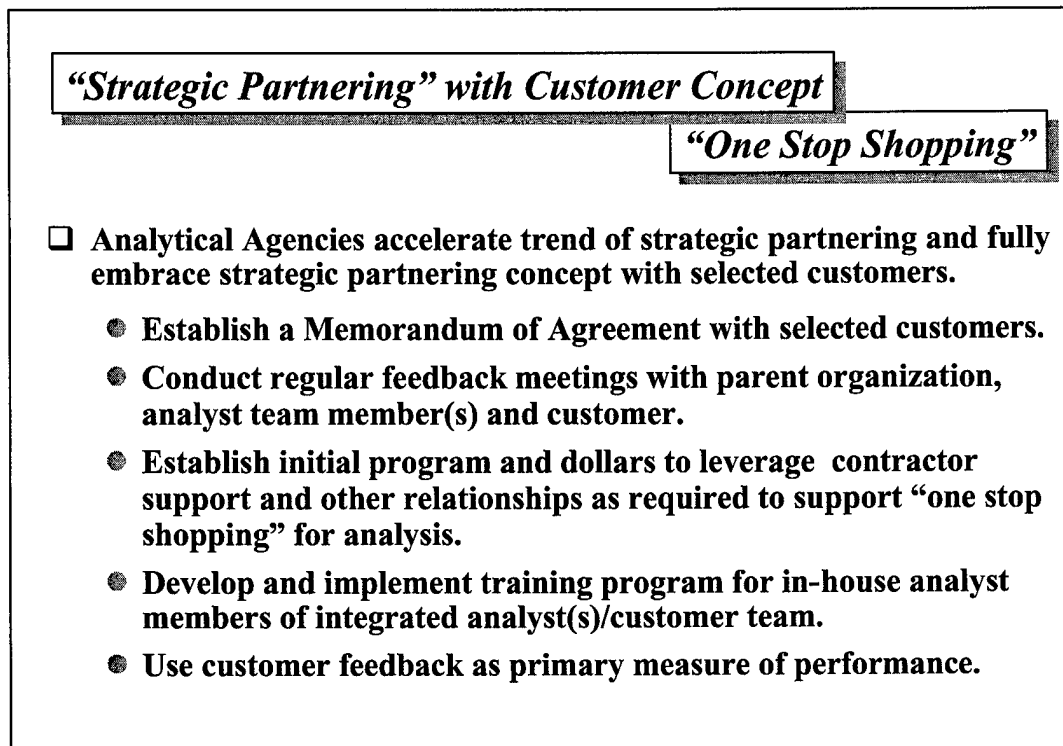 “Strategic Partnering” with Customer Concept
“One Stop Shopping”
❑ Analytical Agencies accelerate trend of strategic partnering and fully
embrace strategic partnering concept with selected customers.
● Establish a Memorandum of Agreement with selected customers.
● Conduct regular feedback meetings with parent organization,
analyst team member(s) and customer.
● Establish initial program and dollars to leverage contractor
support and other relationships as required to support “one stop
shopping” for analysis.
● Develop and implement training program for in-house analyst
members of integrated analyst(s)/customer team.
● Use customer feedback as primary measure of performance.